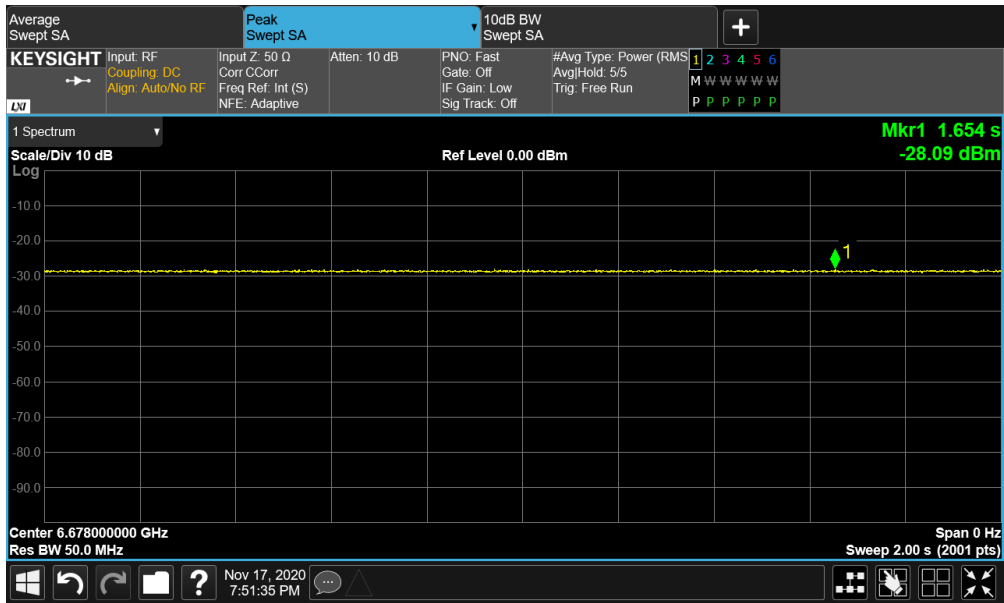 Average
Swept SA
Peak
Swept SA
10dB BW
Swept SA
KEYSIGHT
LXI
Input: RF
Coupling: DC
Align: Auto/No RF
Input Z: 50 Ω
Corr CCorr
Freq Ref: Int (S)
NFE: Adaptive
Atten: 10 dB
PNO: Fast
Gate: Off
IF Gain: Low
Sig Track: Off
#Avg Type: Power (RMS
Avg|Hold: 5/5
Trig: Free Run
1 2 3 4 5 6
M W W W W W
P P P P P P
1 Spectrum
Scale/Div 10 dB
Ref Level 0.00 dBm
Mkr1 1.654 s
-28.09 dBm
Log
-10.0
-20.0
1
-30.0
-40.0
-50.0
-60.0
-70.0
-80.0
-90.0
Center 6.678000000 GHz
Res BW 50.0 MHz
Span 0 Hz
Sweep 2.00 s (2001 pts)
?
Nov 17, 2020
7:51:35 PM